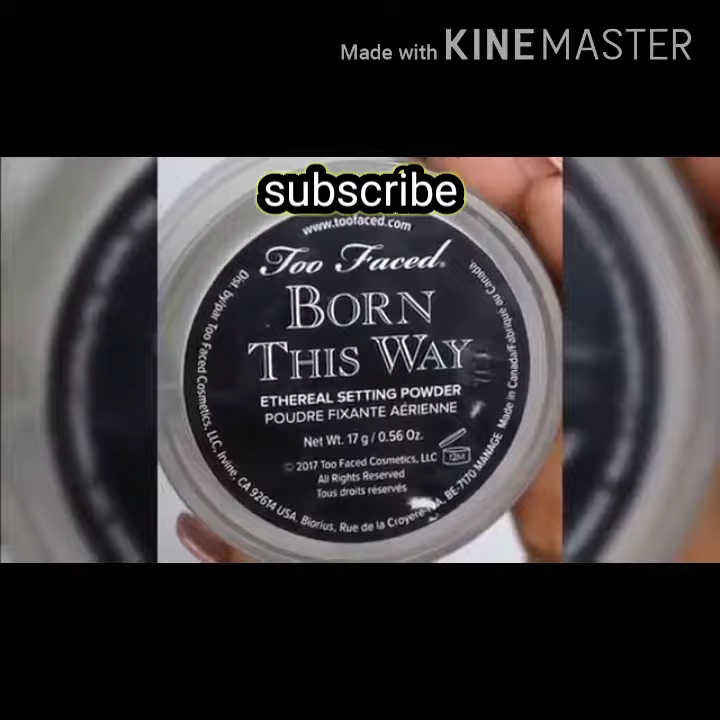 Made with KINEMASTER
subscribe
www.toofaced.com
Too Faced.
BORN
THIS WAY
ETHEREAL SETTING POWDER
POUDRE FIXANTE AÉRIENNE
Net Wt. 17 g / 0.56 Oz.
© 2017 Too Faced Cosmetics, LLC
12M
All Rights Reserved
Tous droits réservés
Dist. by/par Too Faced Cosmetics, LLC, Irvine, CA 92614 USA. Biorius, Rue de la Croyere BE-7170 MANAGE Made in Canada/Fabriqué au Canada.